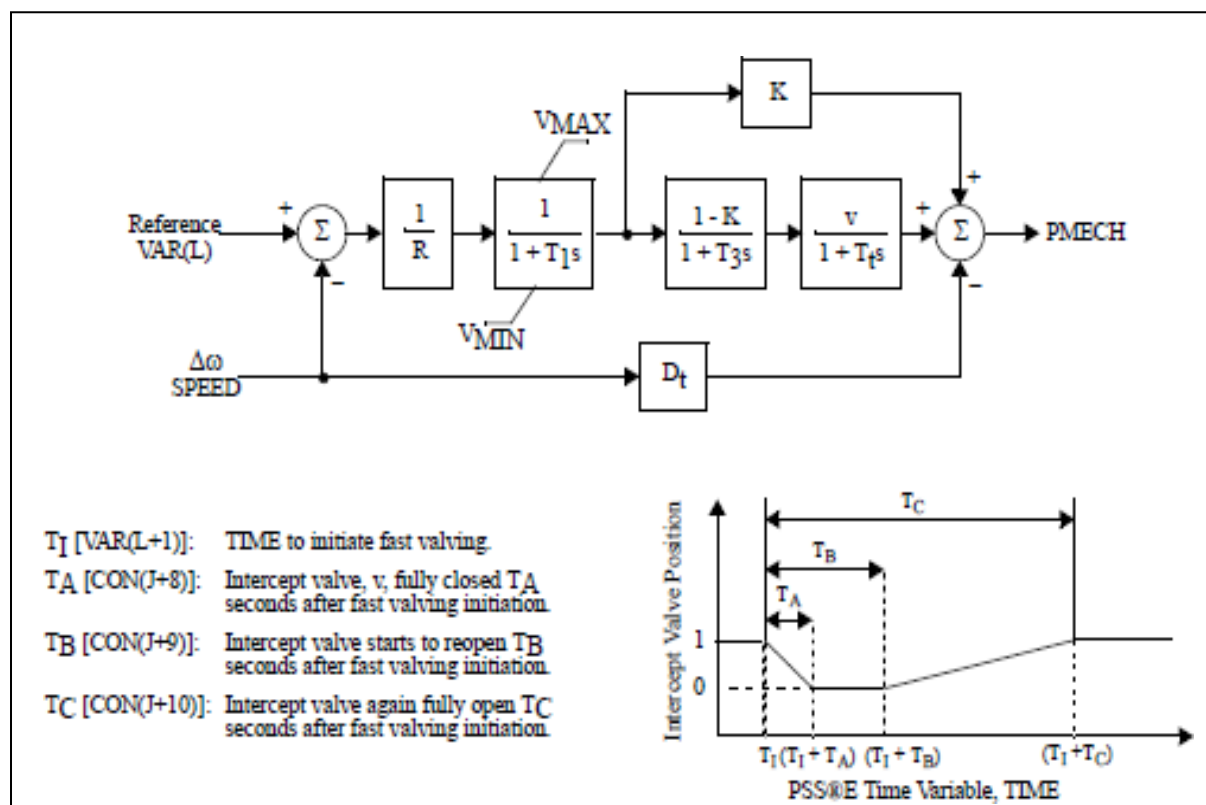 K
VMAX
Reference
VAR(L)
+
Σ
−
1
R
1
1 + T1s
VMIN
1 - K
1 + T3s
v
1 + Tts
+
+
Σ
−
PMECH
Δω
SPEED
Dt
TI [VAR(L+1)]: TIME to initiate fast valving.
TA [CON(J+8)]: Intercept valve, v, fully closed TA
seconds after fast valving initiation.
TB [CON(J+9)]: Intercept valve starts to reopen TB
seconds after fast valving initiation.
TC [CON(J+10)]: Intercept valve again fully open TC
seconds after fast valving initiation.
Intercept Valve Position
TC
TB
TA
1
0
TI (TI + TA) (TI + TB) (TI + TC)
PSS®E Time Variable, TIME